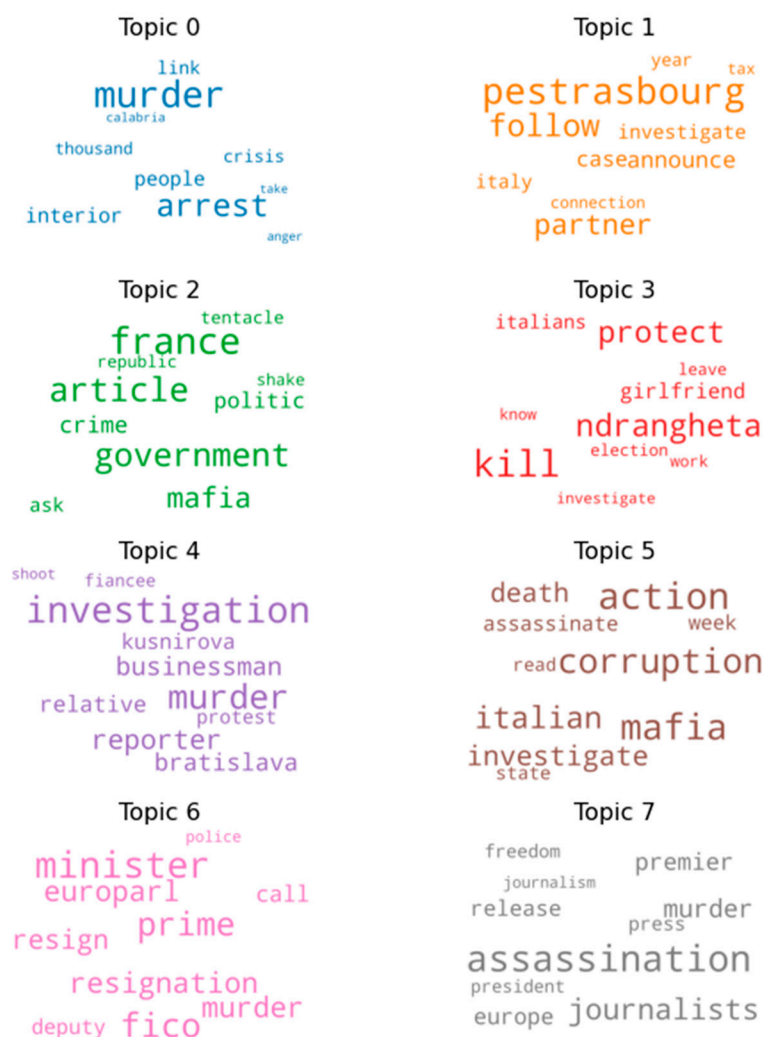 Topic 0
link
murder
calabria
thousand
crisis
people
take
arrest
interior
anger
Topic 1
year
tax
pestrasbourg
follow
investigate
caseannounce
italy
connection
partner
Topic 2
tentacle
france
republic
shake
article
politic
crime
government
mafia
ask
Topic 3
italians
protect
leave
girlfriend
know
ndrangheta
election
work
kill
investigate
Topic 4
shoot
fiancee
investigation
kusnirova
businessman
relative
murder
protest
reporter
bratislava
Topic 5
death
action
assassinate
week
read
corruption
italian
mafia
investigate
state
Topic 6
police
minister
europarl
call
prime
resign
resignation
murder
deputy
fico
Topic 7
freedom
premier
journalism
release
murder
press
assassination
president
europe
journalists